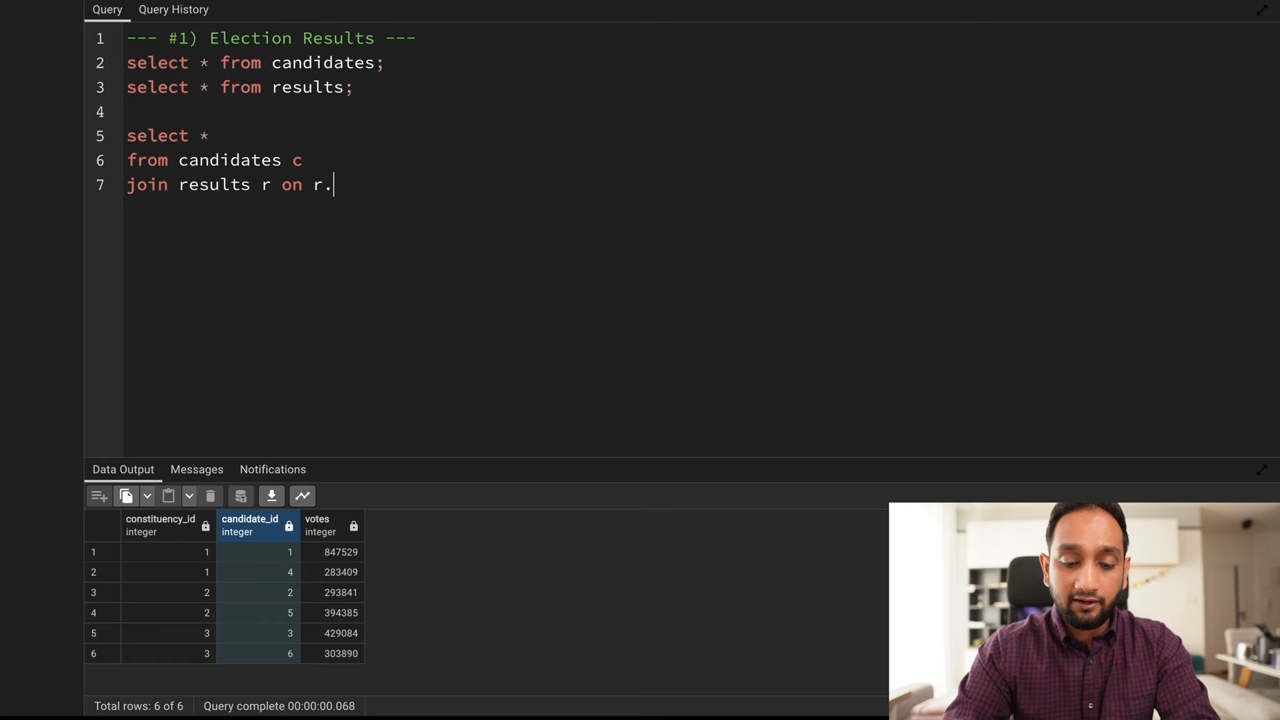 Query Query History
1 --- #1) Election Results ---
2 select * from candidates;
3 select * from results;
4
5 select *
6 from candidates c
7 join results r on r.
Data Output Messages Notifications
constituency_id integer candidate_id integer votes integer
1 1 1 847529
2 1 4 283409
3 2 2 293841
4 2 5 394385
5 3 3 429084
6 3 6 303890
Total rows: 6 of 6 Query complete 00:00:00.068